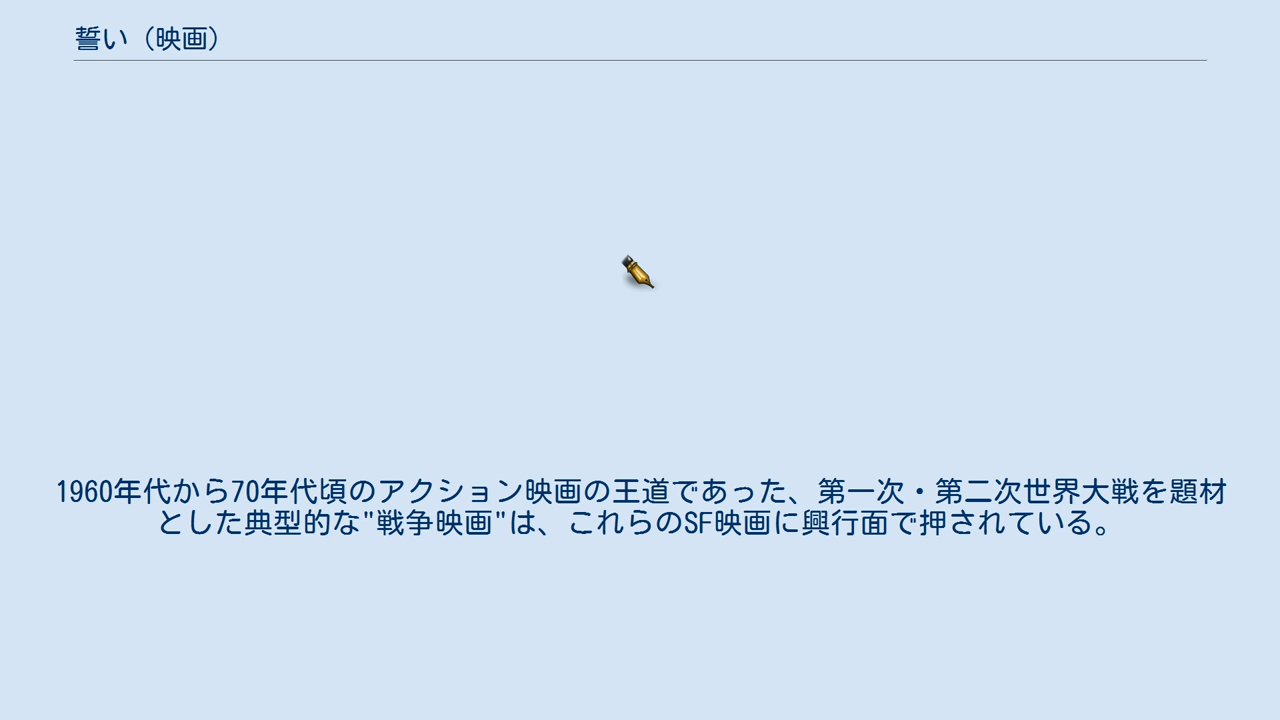 誓い（映画）
1960年代から70年代頃のアクション映画の王道であった、第一次・第二次世界大戦を題材
とした典型的な"戦争映画"は、これらのSF映画に興行面で押されている。